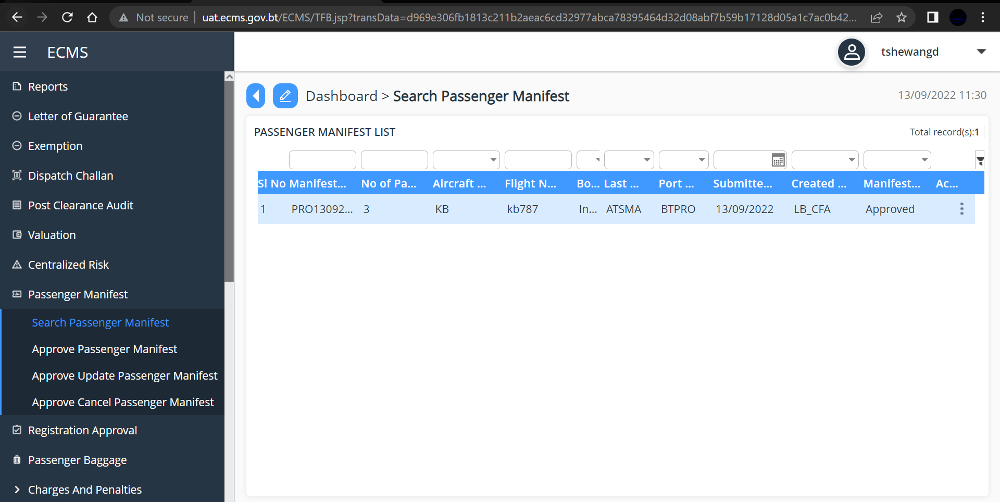 Not secure | uat.ecms.gov.bt/ECMS/TFB.jsp?transData=d969e306fb1813c211b2aeac6cd32977abca78395464d32d08abf7b59b17128d05a1c7ac0b42...
ECMS
tshewangd
Reports
Letter of Guarantee
Exemption
Dispatch Challan
Post Clearance Audit
Valuation
Centralized Risk
Passenger Manifest
Search Passenger Manifest
Approve Passenger Manifest
Approve Update Passenger Manifest
Approve Cancel Passenger Manifest
Registration Approval
Passenger Baggage
Charges And Penalties
Dashboard > Search Passenger Manifest
13/09/2022 11:30
PASSENGER MANIFEST LIST
Total record(s):1
Sl No Manifest... No of Pa... Aircraft ... Flight N... Bo... Last ... Port ... Submitte... Created ... Manifest... Ac...
1 PRO13092... 3 KB kb787 In... ATSMA BTPRO 13/09/2022 LB_CFA Approved